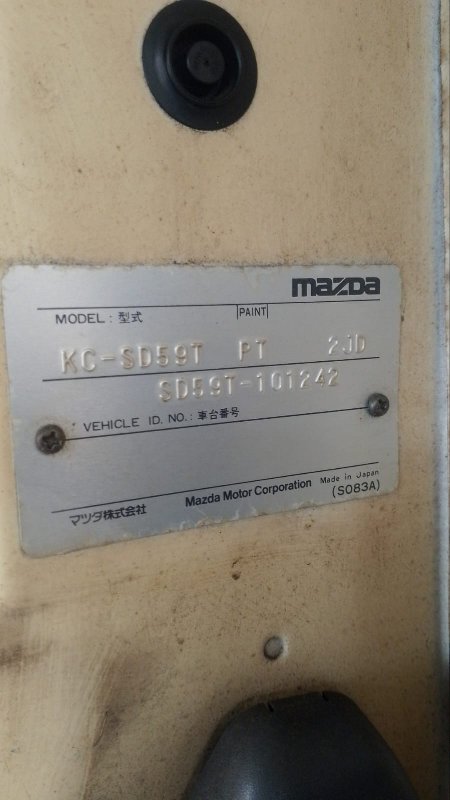 mazda
MODEL : 型式 PAINT
KC-SD59T PT 2JD
SD59T-101242
VEHICLE ID. NO. : 車台番号
マツダ株式会社 Mazda Motor Corporation Made in Japan
(S083A)